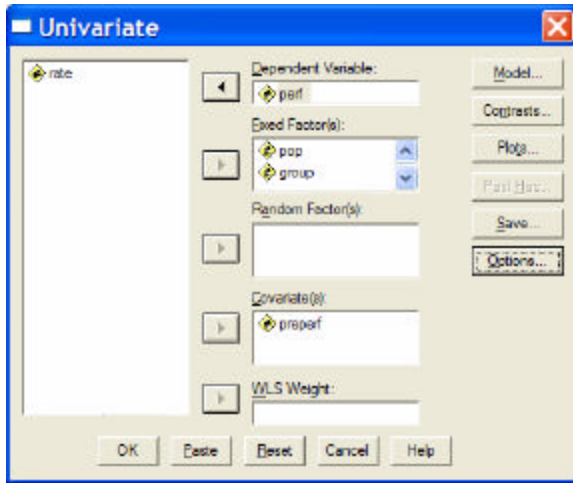 Univariate
rate
Dependent Variable:
perf
Fixed Factor(s):
pop
group
Random Factor(s):
Covariate(s):
preperf
WLS Weight:
Model...
Contrasts...
Plots...
Post Hoc...
Save...
Options...
OK
Paste
Reset
Cancel
Help